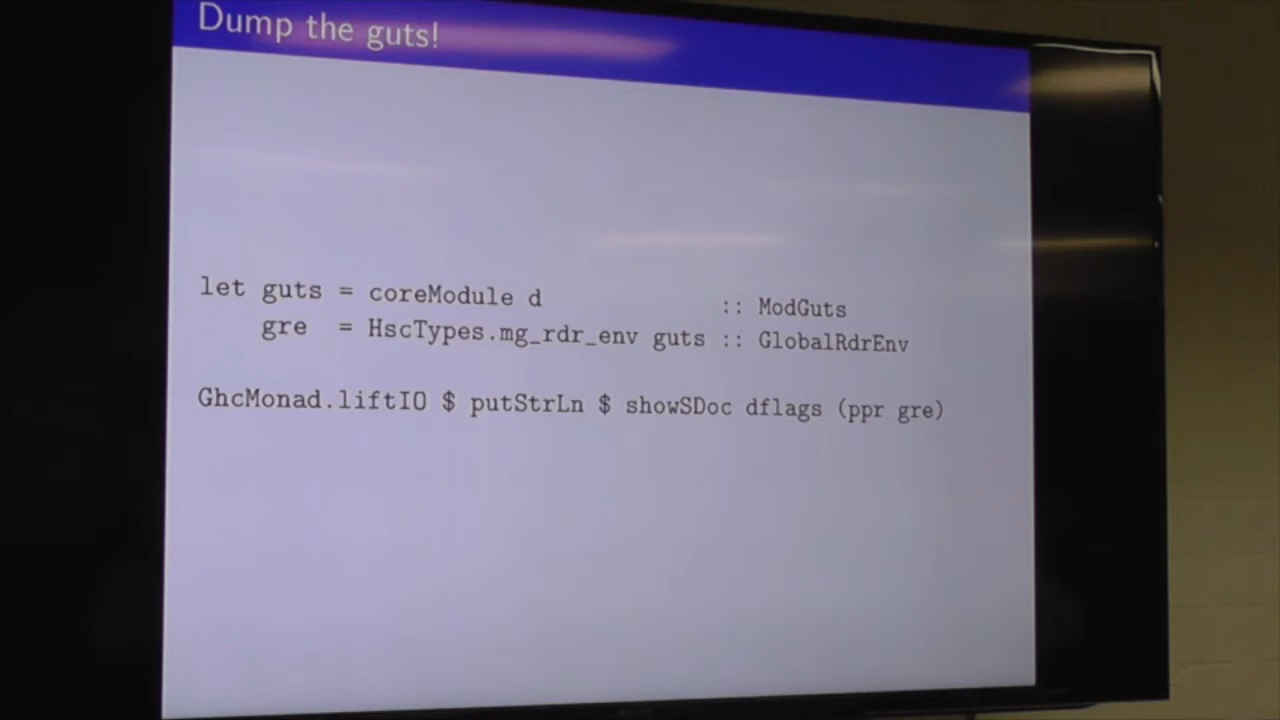 Dump the guts!
let guts = coreModule d :: ModGuts
gre = HscTypes.mg_rdr_env guts :: GlobalRdrEnv
GhcMonad.liftIO $ putStrLn $ showSDoc dflags (ppr gre)